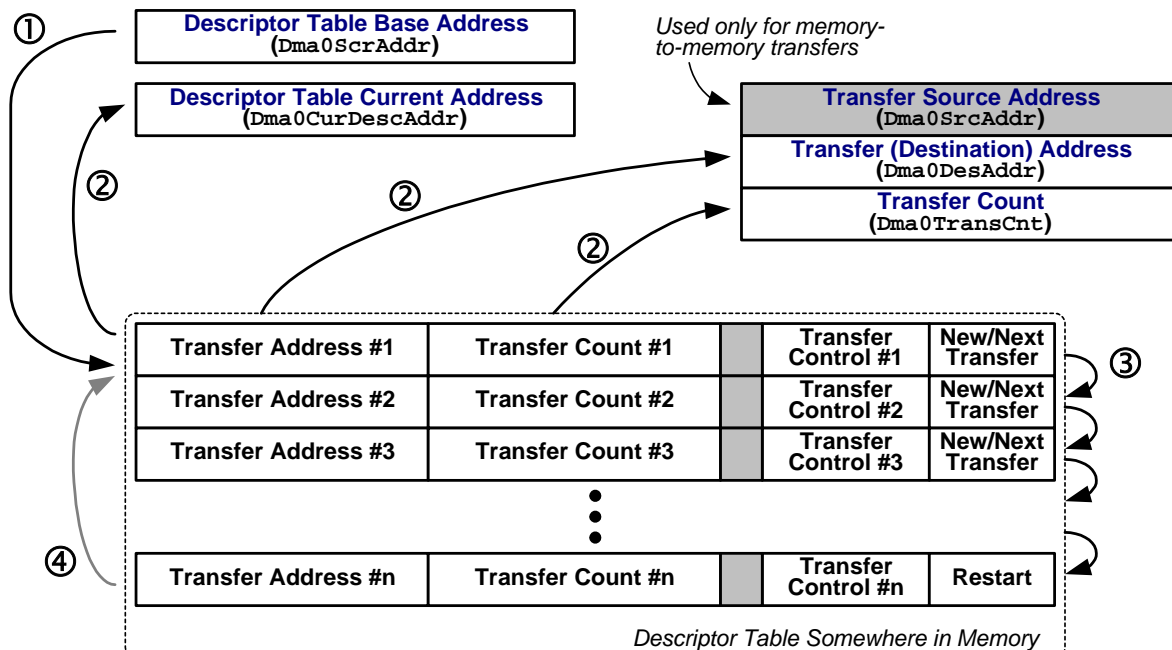 ①
Descriptor Table Base Address
(Dma0ScrAddr)
Used only for memory-
to-memory transfers
Descriptor Table Current Address
(Dma0CurDescAddr)
Transfer Source Address
(Dma0SrcAddr)
Transfer (Destination) Address
(Dma0DesAddr)
Transfer Count
(Dma0TransCnt)
②
②
②
Transfer Address #1
Transfer Count #1
Transfer
Control #1
New/Next
Transfer
③
Transfer Address #2
Transfer Count #2
Transfer
Control #2
New/Next
Transfer
Transfer Address #3
Transfer Count #3
Transfer
Control #3
New/Next
Transfer
④
Transfer Address #n
Transfer Count #n
Transfer
Control #n
Restart
Descriptor Table Somewhere in Memory